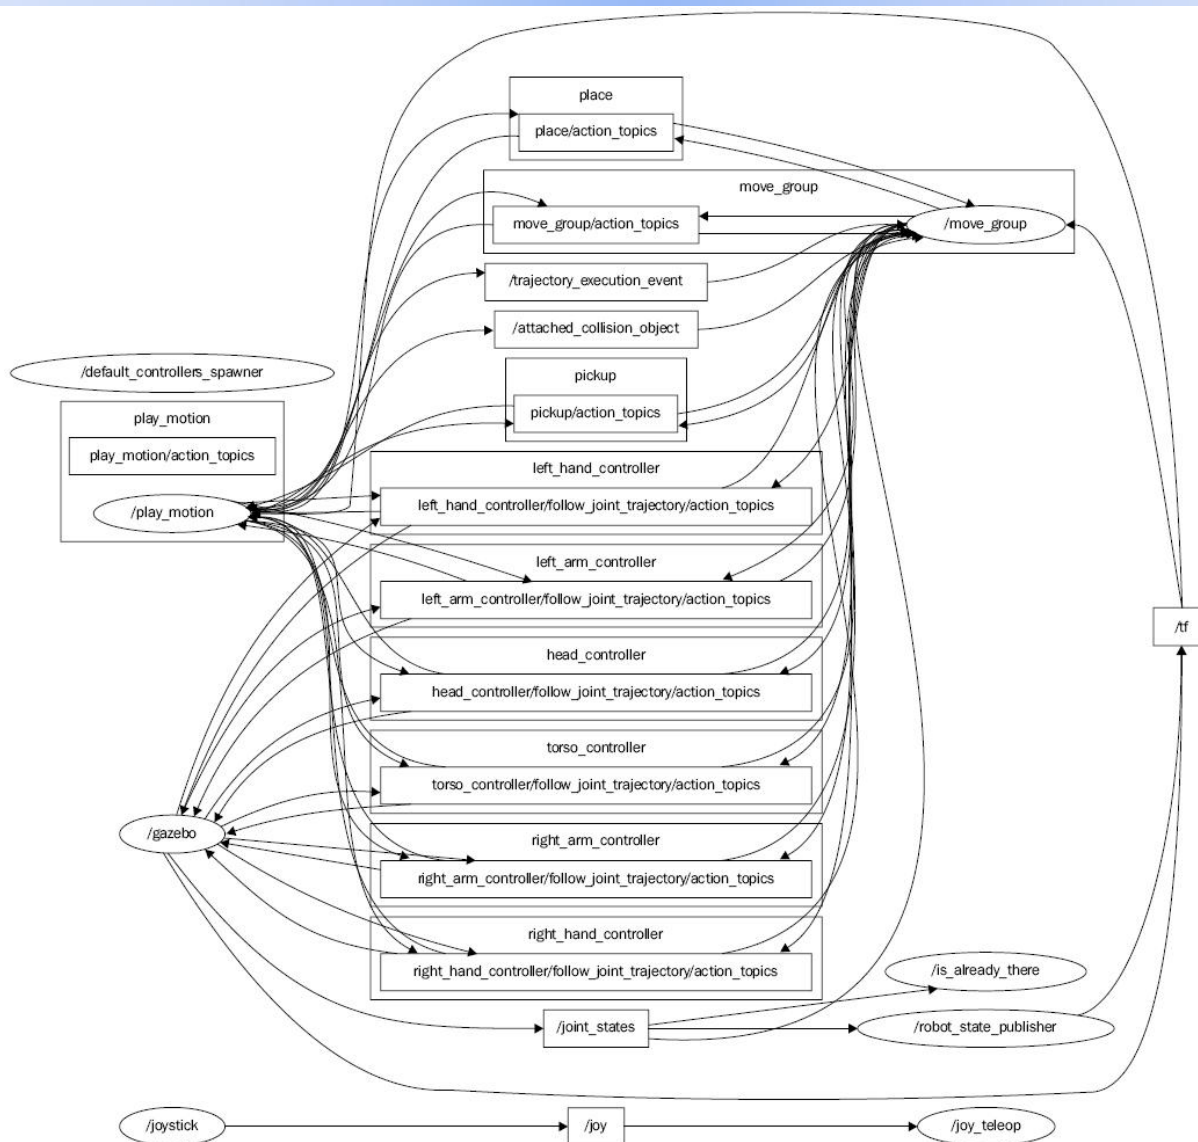 place
place/action_topics
move_group
move_group/action_topics
/move_group
/trajectory_execution_event
/attached_collision_object
/default_controllers_spawner
pickup
pickup/action_topics
play_motion
play_motion/action_topics
/play_motion
left_hand_controller
left_hand_controller/follow_joint_trajectory/action_topics
left_arm_controller
left_arm_controller/follow_joint_trajectory/action_topics
/tf
head_controller
head_controller/follow_joint_trajectory/action_topics
torso_controller
torso_controller/follow_joint_trajectory/action_topics
/gazebo
right_arm_controller
right_arm_controller/follow_joint_trajectory/action_topics
right_hand_controller
right_hand_controller/follow_joint_trajectory/action_topics
/is_already_there
/joint_states
/robot_state_publisher
/joystick
/joy
/joy_teleop